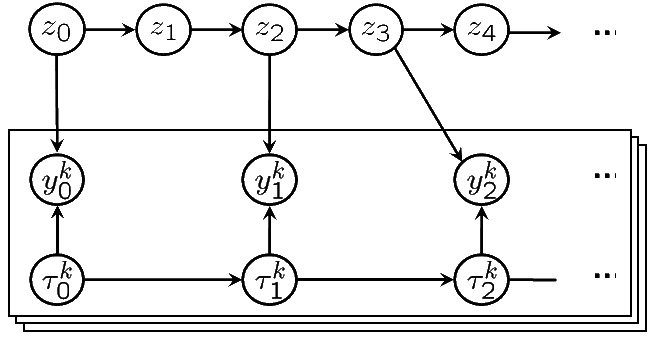 z₀ z₁ z₂ z₃ z₄ ...
y₀ᵏ y₁ᵏ y₂ᵏ ...
τ₀ᵏ τ₁ᵏ τ₂ᵏ ...